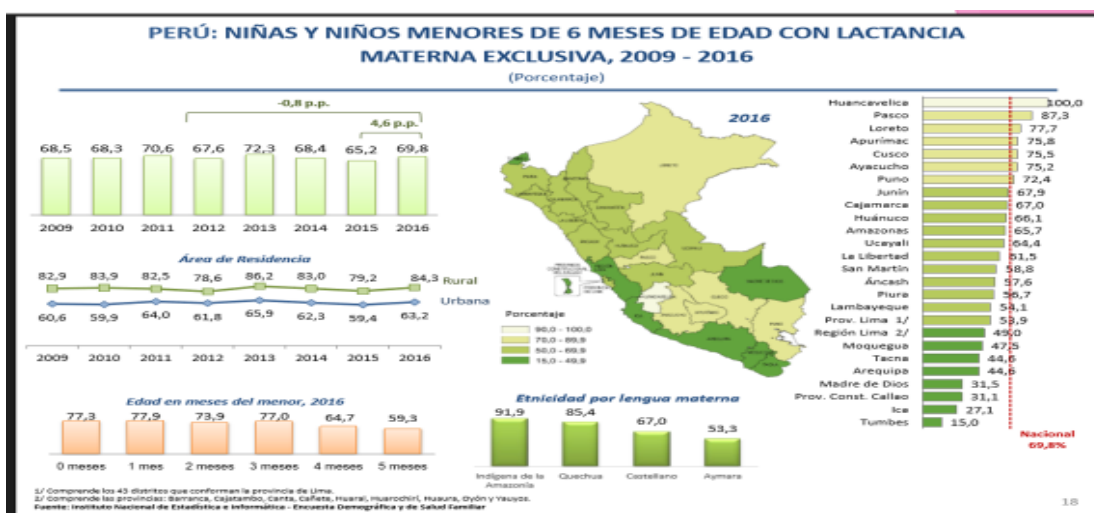 PERÚ: NIÑAS Y NIÑOS MENORES DE 6 MESES DE EDAD CON LACTANCIA
MATERNA EXCLUSIVA, 2009 - 2016
(Porcentaje)
-0,8 p.p.
4,6 p.p.
68,5 68,3 70,6 67,6 72,3 68,4 65,2 69,8
2009 2010 2011 2012 2013 2014 2015 2016
Área de Residencia
82,9 83,9 82,5 78,6 86,2 83,0 79,2 84,3 Rural
Urbana
60,6 59,9 64,0 61,8 65,9 62,3 59,4 63,2
2009 2010 2011 2012 2013 2014 2015 2016
Edad en meses del menor, 2016
77,3 77,9 73,9 77,0 64,7 59,3
0 meses 1 mes 2 meses 3 meses 4 meses 5 meses
2016
LORETO
Porcentaje
90,0 - 100,0
70,0 - 89,9
50,0 - 69,9
15,0 - 49,9
Etnicidad por lengua materna
91,9 85,4 67,0 53,3
Indígena de la Amazonía Quechua Castellano Aymara
Huancavelica 100,0
Pasco 87,3
Loreto 77,7
Apurímac 75,8
Cusco 75,5
Ayacucho 75,2
Puno 72,4
Junín 67,9
Cajamarca 67,0
Huánuco 66,1
Amazonas 65,7
Ucayali 64,4
La Libertad 61,5
San Martín 58,8
Áncash 57,6
Piura 56,7
Lambayeque 54,1
Prov. Lima 1/ 53,9
Región Lima 2/ 49,0
Moquegua 47,5
Tacna 44,6
Arequipa 44,6
Madre de Dios 31,5
Prov. Const. Callao 31,1
Ica 27,1
Tumbes 15,0
Nacional
69,8%
1/ Comprende los 43 distritos que conforman la provincia de Lima.
2/ Comprende las provincias: Barranca, Cajatambo, Canta, Cañete, Huaral, Huarochirí, Huaura, Oyón y Yauyos.
Fuente: Instituto Nacional de Estadística e Informática - Encuesta Demográfica y de Salud Familiar
18